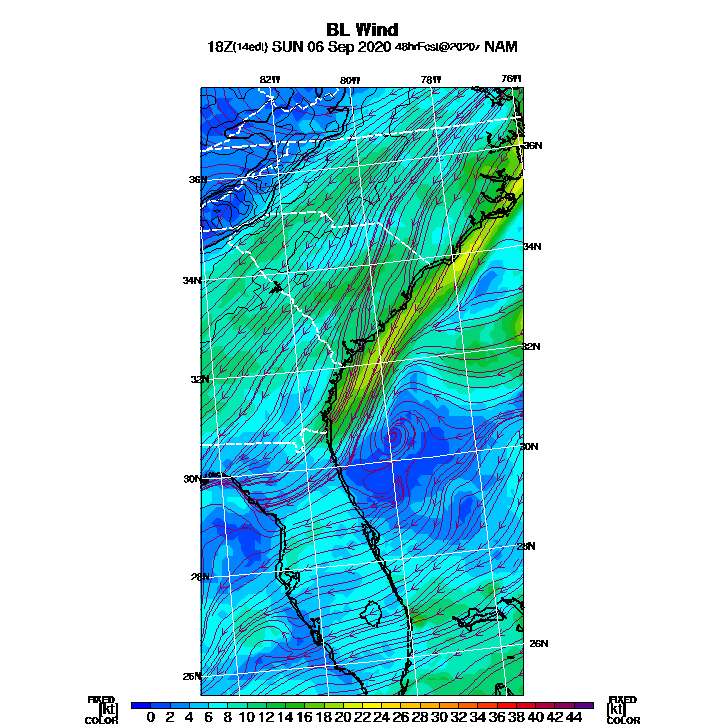 BL Wind
18Z(14edt) SUN 06 Sep 2020 48hrFcst@2020z NAM
82W 80W 78W 76W
36N
36N
34N
34N
32N
32N
30N
30N
28N
28N
26N
26N
FIXED FIXED
[kt] 0 2 4 6 8 10 12 14 16 18 20 22 24 26 28 30 32 34 36 38 40 42 44 [kt]
COLOR COLOR